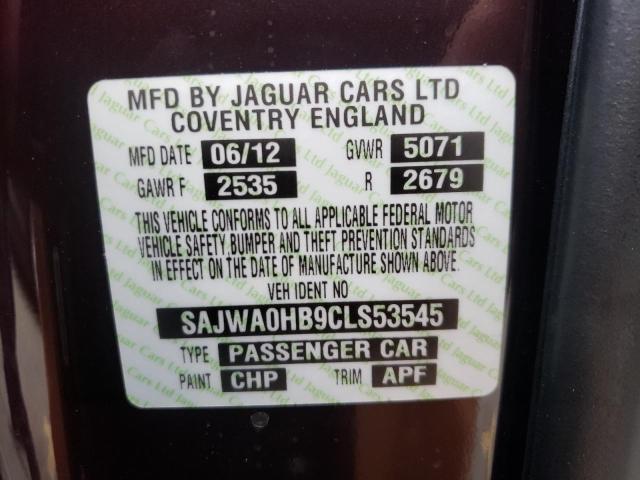 MFD BY JAGUAR CARS LTD
COVENTRY ENGLAND
MFD DATE 06/12 GVWR 5071
GAWR F 2535 R 2679
THIS VEHICLE CONFORMS TO ALL APPLICABLE FEDERAL MOTOR
VEHICLE SAFETY, BUMPER AND THEFT PREVENTION STANDARDS
IN EFFECT ON THE DATE OF MANUFACTURE SHOWN ABOVE.
VEH IDENT NO
SAJWA0HB9CLS53545
TYPE PASSENGER CAR
PAINT CHP TRIM APF